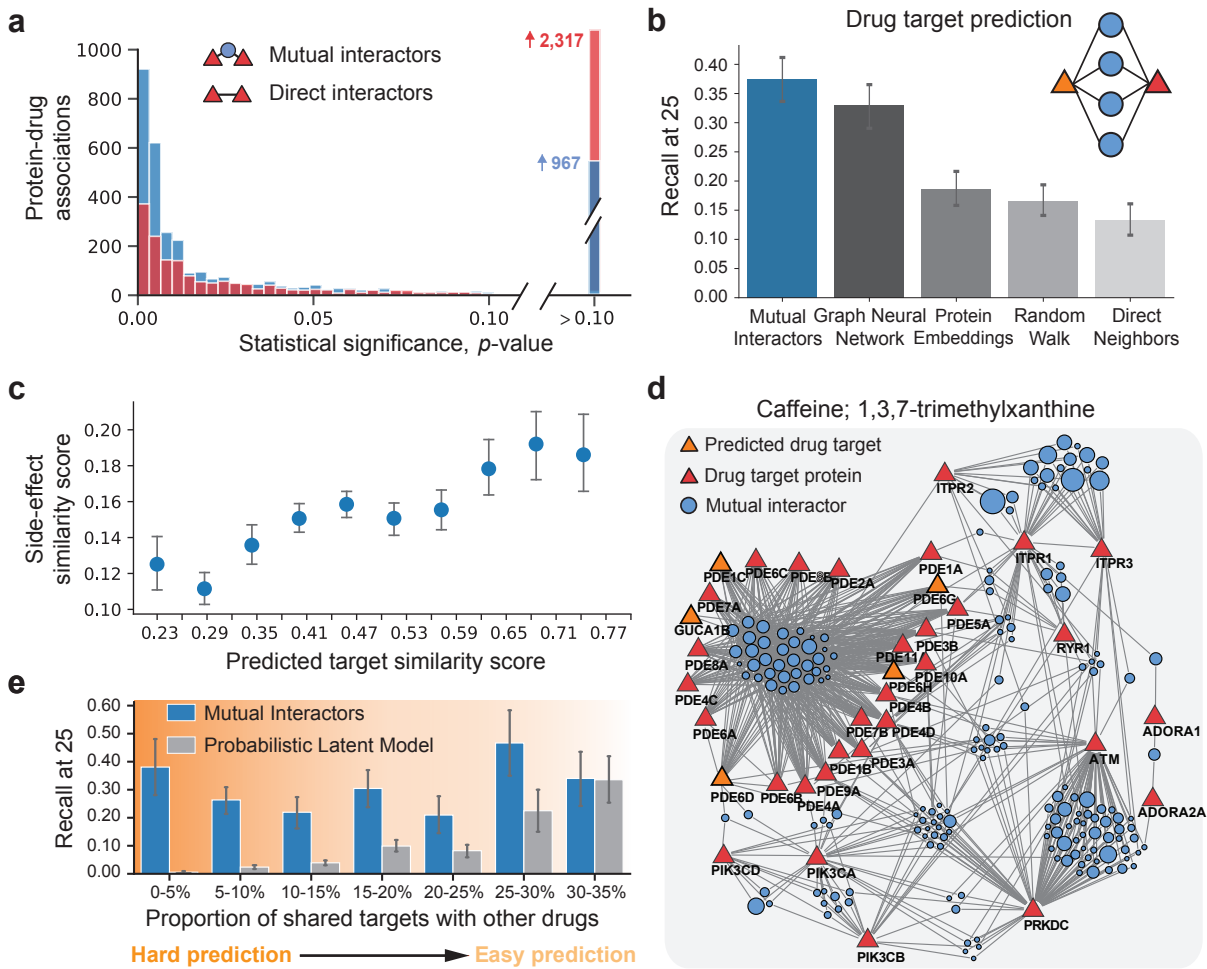 a
Mutual interactors
Direct interactors
↑ 2,317
↑ 967
Protein-drug
associations
1000
800
600
400
200
0
0.00
0.05
0.10
> 0.10
Statistical significance, p-value
b
Drug target prediction
Recall at 25
0.40
0.35
0.30
0.25
0.20
0.15
0.10
0.05
0.00
Mutual
Interactors
Graph Neural
Network
Protein
Embeddings
Random
Walk
Direct
Neighbors
c
Side-effect
similarity score
0.20
0.18
0.16
0.14
0.12
0.10
0.23
0.29
0.35
0.41
0.47
0.53
0.59
0.65
0.71
0.77
Predicted target similarity score
d
Caffeine; 1,3,7-trimethylxanthine
Predicted drug target
Drug target protein
Mutual interactor
ITPR2
ITPR1
ITPR3
PDE1C
PDE6C
PDE8B
PDE2A
PDE1A
PDE6G
PDE7A
PDE5A
GUCA1B
PDE3B
RYR1
PDE11
PDE8A
PDE10A
PDE6H
PDE4C
PDE4B
PDE6A
PDE7B
PDE4D
ADORA1
ATM
PDE1B
PDE3A
PDE6D
PDE6B
PDE9A
PDE4A
ADORA2A
PIK3CD
PIK3CA
PRKDC
PIK3CB
e
Mutual Interactors
Probabilistic Latent Model
Recall at 25
0.60
0.50
0.40
0.30
0.20
0.10
0.00
0-5%
5-10%
10-15%
15-20%
20-25%
25-30%
30-35%
Proportion of shared targets with other drugs
Hard prediction
Easy prediction